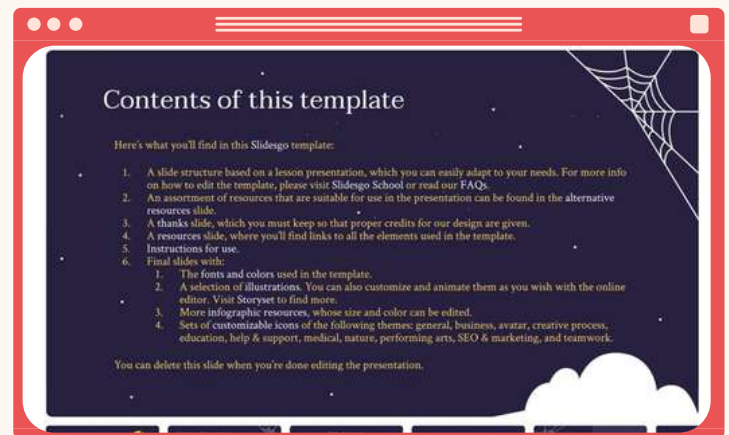 Contents of this template
Here's what you'll find in this Slidesgo template:
1. A slide structure based on a lesson presentation, which you can easily adapt to your needs. For more info
on how to edit the template, please visit Slidesgo School or read our FAQs.
2. An assortment of resources that are suitable for use in the presentation can be found in the alternative
resources slide.
3. A thanks slide, which you must keep so that proper credits for our design are given.
4. A resources slide, where you'll find links to all the elements used in the template.
5. Instructions for use.
6. Final slides with:
1. The fonts and colors used in the template.
2. A selection of illustrations. You can also customize and animate them as you wish with the online
editor. Visit Storyset to find more.
3. More infographic resources, whose size and color can be edited.
4. Sets of customizable icons of the following themes: general, business, avatar, creative process,
education, help & support, medical, nature, performing arts, SEO & marketing, and teamwork.
You can delete this slide when you're done editing the presentation.